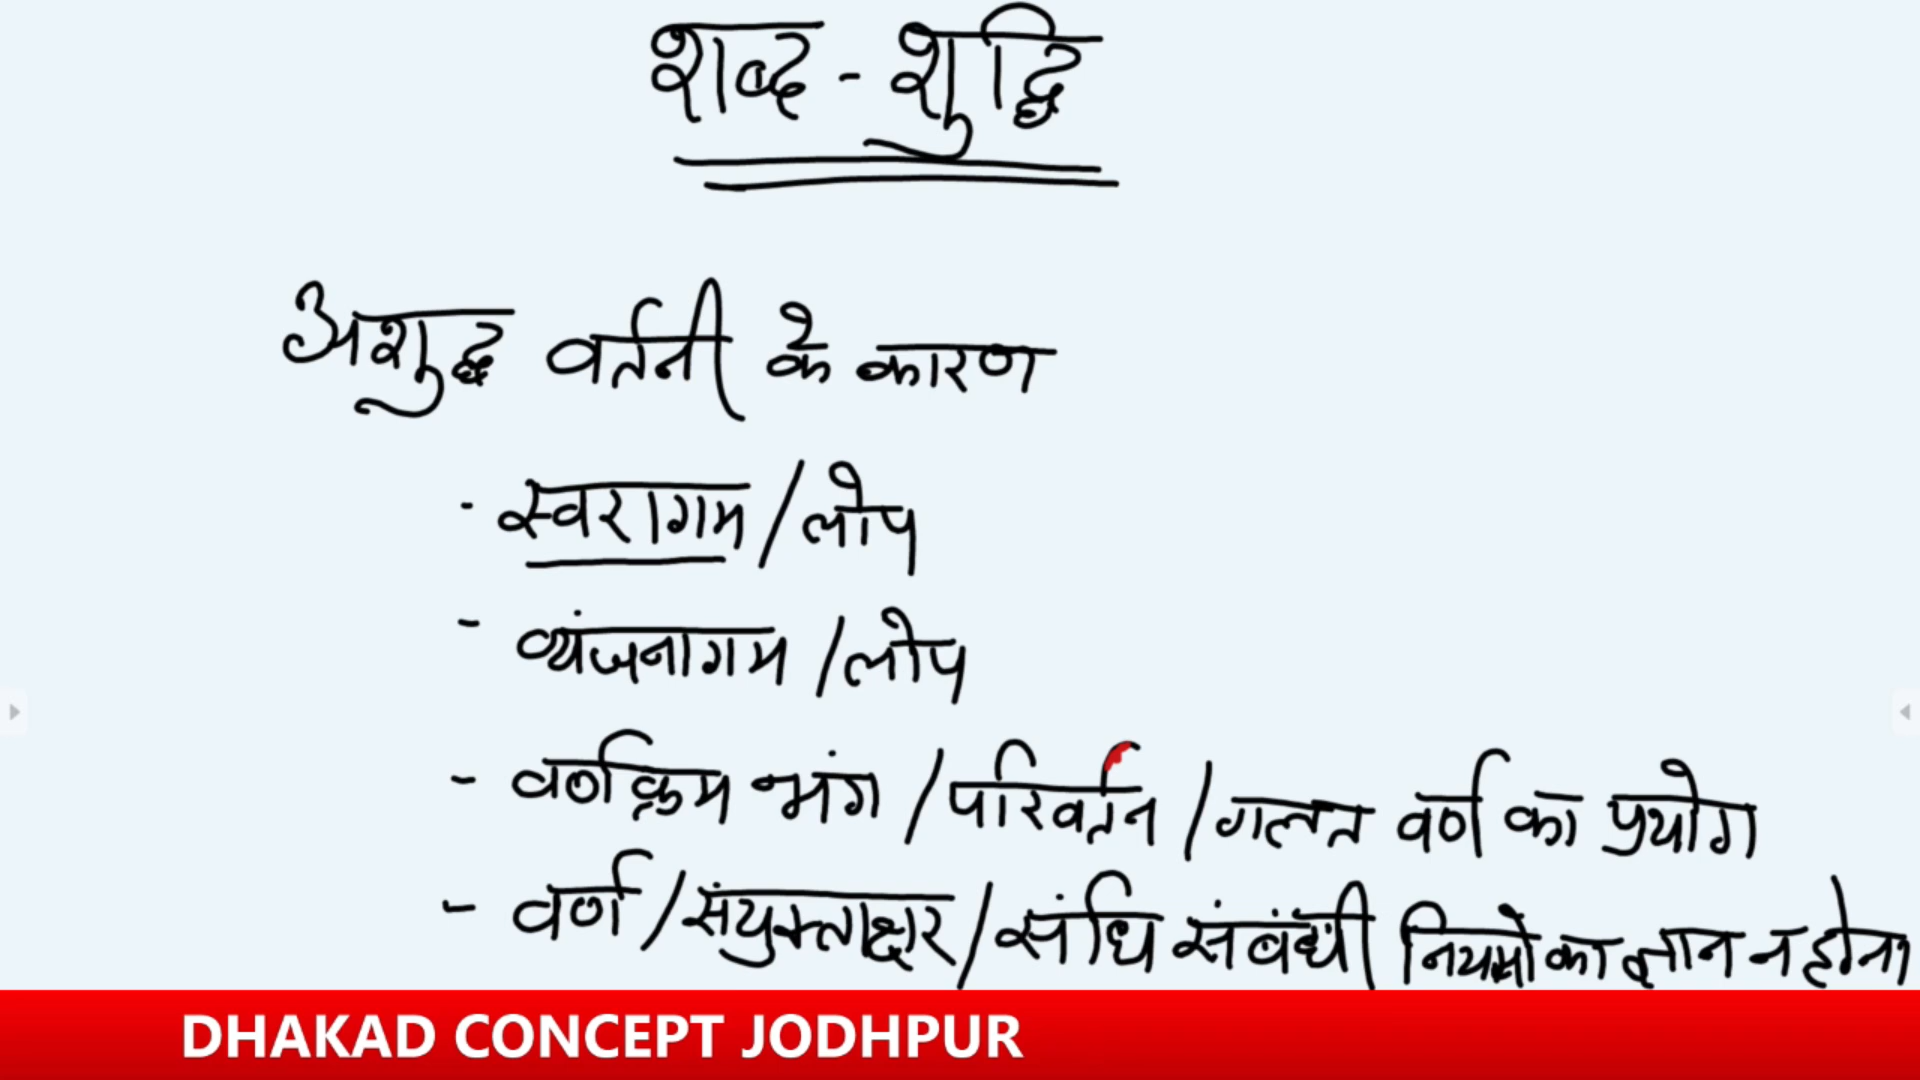 शब्द - शुद्धि
अशुद्ध वर्तनी के कारण
- स्वरागम / लोप
- व्यंजनागम / लोप
- वर्णक्रम भंग / परिवर्तन / गलत वर्ण का प्रयोग
- वर्ण / संयुक्ताक्षर / संधि संबंधी नियमों का ज्ञान न होना
DHAKAD CONCEPT JODHPUR